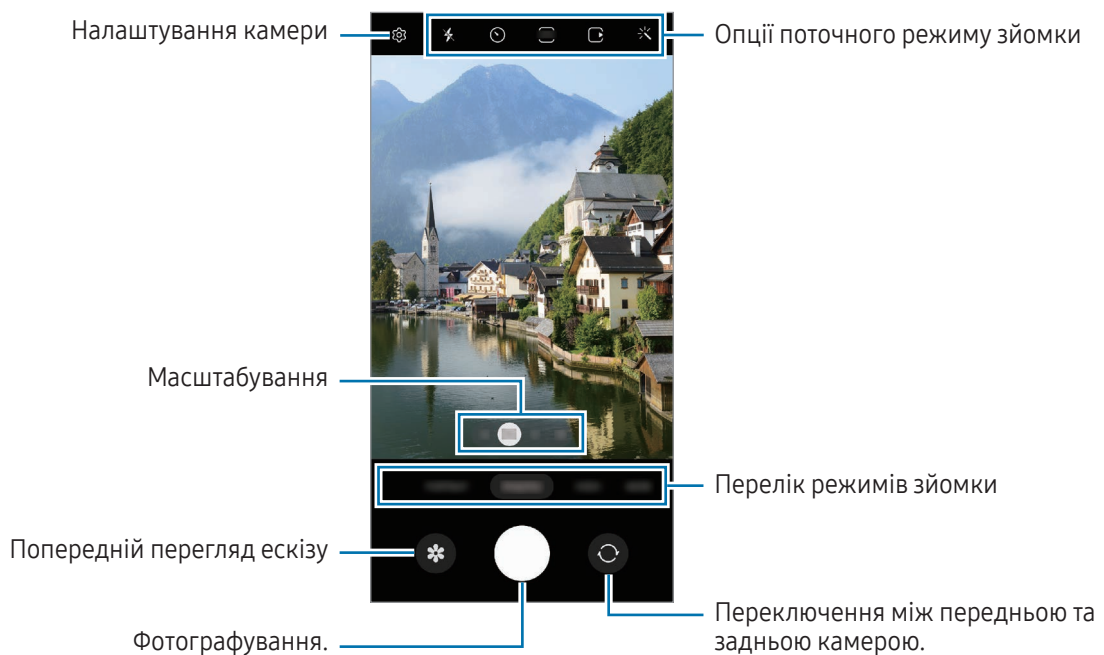 Налаштування камери
Опції поточного режиму зйомки
Масштабування
Перелік режимів зйомки
Попередній перегляд ескізу
Переключення між передньою та
задньою камерою.
Фотографування.